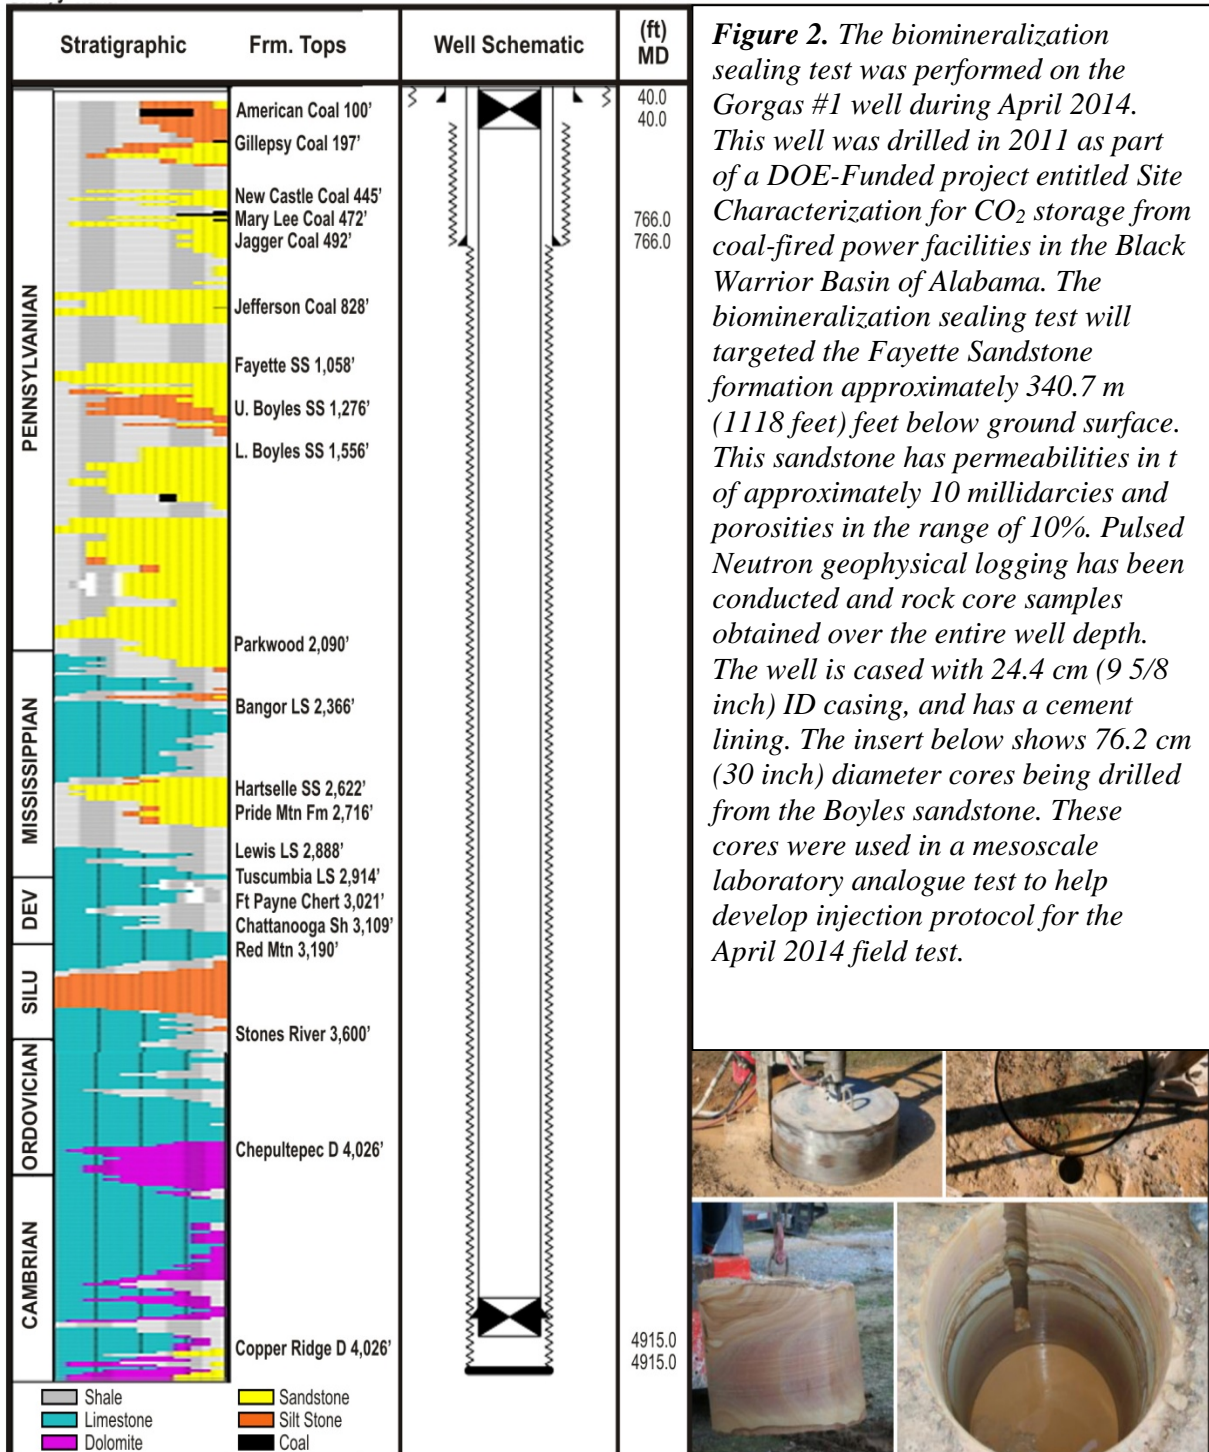 Stratigraphic
Frm. Tops
Well Schematic
(ft)
MD
American Coal 100’
Gillepsy Coal 197’
New Castle Coal 445’
Mary Lee Coal 472’
Jagger Coal 492’
Jefferson Coal 828’
Fayette SS 1,058’
U. Boyles SS 1,276’
L. Boyles SS 1,556’
Parkwood 2,090’
Bangor LS 2,366’
Hartselle SS 2,622’
Pride Mtn Fm 2,716’
Lewis LS 2,888’
Tuscumbia LS 2,914’
Ft Payne Chert 3,021’
Chattanooga Sh 3,109’
Red Mtn 3,190’
Stones River 3,600’
Chepultepec D 4,026’
Copper Ridge D 4,026’
PENNSYLVANIAN
MISSISSIPPIAN
DEV
SILU
ORDOVICIAN
CAMBRIAN
40.0
40.0
766.0
766.0
4915.0
4915.0
Shale
Limestone
Dolomite
Sandstone
Silt Stone
Coal
Figure 2. The biomineralization
sealing test was performed on the
Gorgas #1 well during April 2014.
This well was drilled in 2011 as part
of a DOE-Funded project entitled Site
Characterization for CO₂ storage from
coal-fired power facilities in the Black
Warrior Basin of Alabama. The
biomineralization sealing test will
targeted the Fayette Sandstone
formation approximately 340.7 m
(1118 feet) feet below ground surface.
This sandstone has permeabilities in t
of approximately 10 millidarcies and
porosities in the range of 10%. Pulsed
Neutron geophysical logging has been
conducted and rock core samples
obtained over the entire well depth.
The well is cased with 24.4 cm (9 5/8
inch) ID casing, and has a cement
lining. The insert below shows 76.2 cm
(30 inch) diameter cores being drilled
from the Boyles sandstone. These
cores were used in a mesoscale
laboratory analogue test to help
develop injection protocol for the
April 2014 field test.